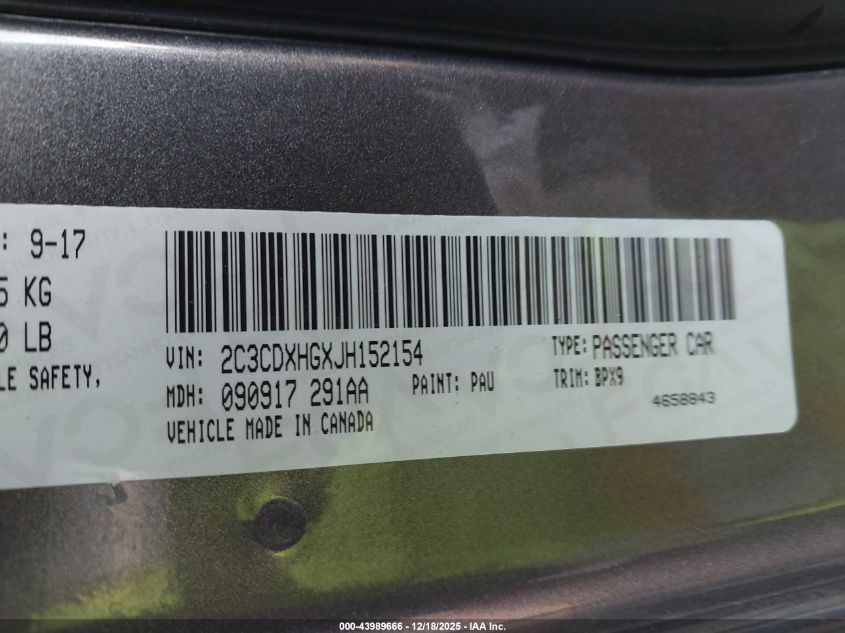 : 9-17
5 KG
0 LB
LE SAFETY,
VIN: 2C3CDXHGXJH152154
TYPE: PASSENGER CAR
MDH: 090917 291AA
PAINT: PAU
TRIM: BPX9
VEHICLE MADE IN CANADA
4658843
000-43989666 - 12/18/2025 - IAA Inc.